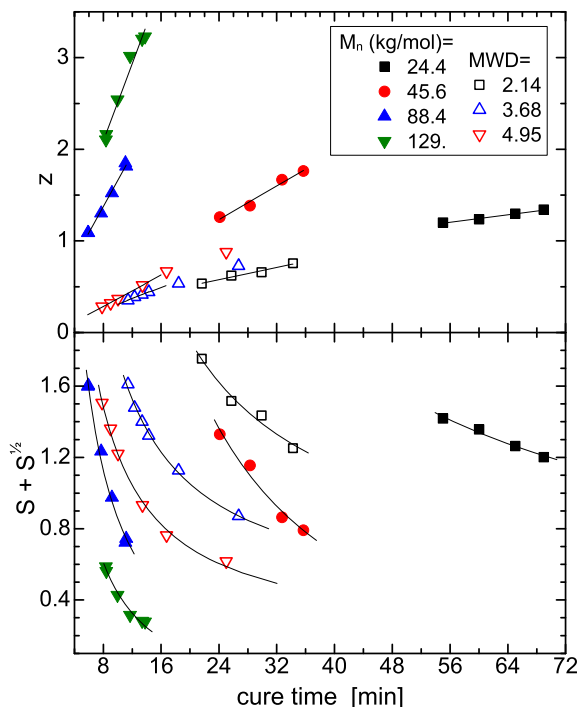 3
2
1
0
z
Mₙ (kg/mol)=
24.4
45.6
88.4
129.
MWD=
2.14
3.68
4.95
1.6
1.2
0.8
0.4
S + S^½
8 16 24 32 40 48 56 64 72
cure time [min]